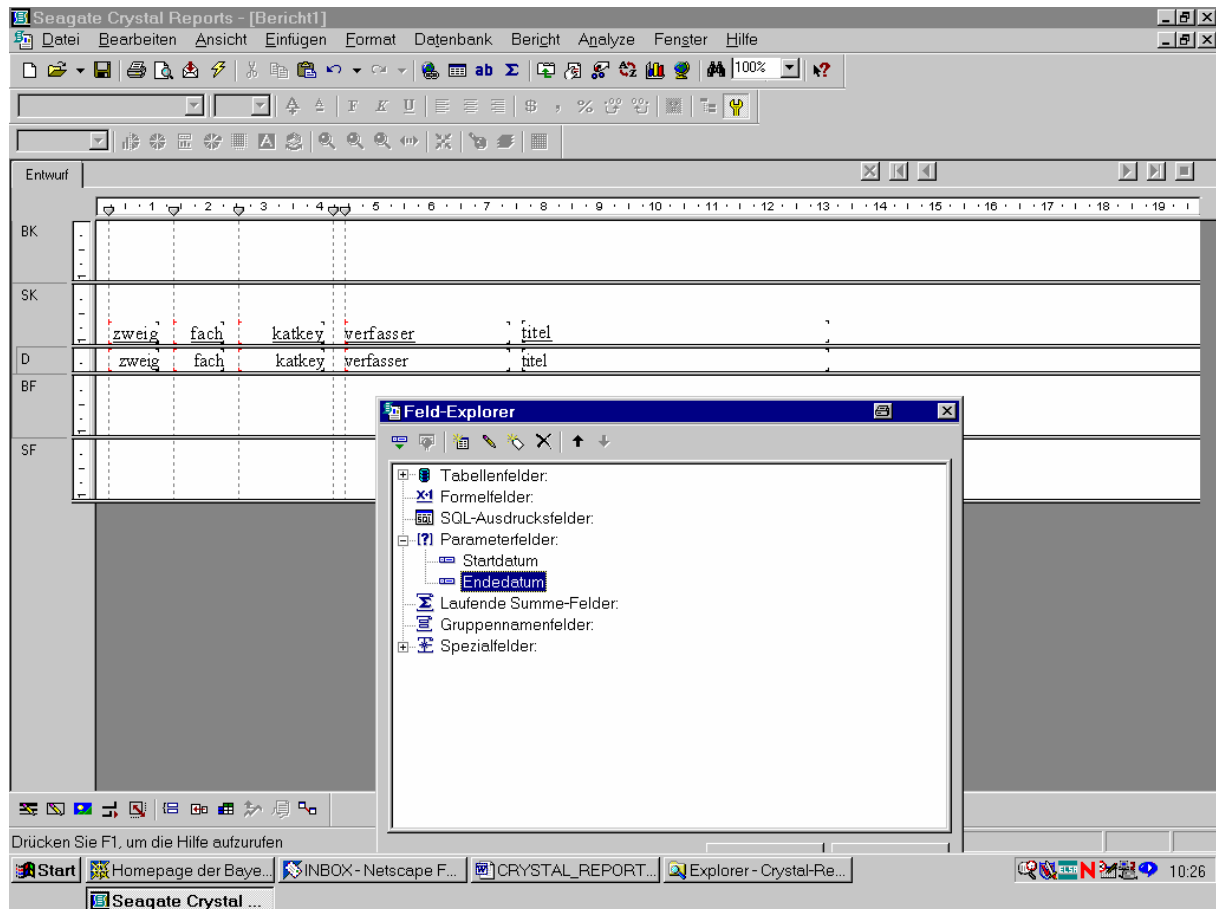 Seagate Crystal Reports - [Bericht1]
Datei Bearbeiten Ansicht Einfügen Format Datenbank Bericht Analyze Fenster Hilfe
ab Σ 100%
F K U $ , %
A
Entwurf
1 2 3 4 5 6 7 8 9 10 11 12 13 14 15 16 17 18 19
BK
SK
zweig fach katkey verfasser titel
D zweig fach katkey verfasser titel
BF
SF
Feld-Explorer
Tabellenfelder:
X+1 Formelfelder:
SQL SQL-Ausdrucksfelder:
[?] Parameterfelder:
Startdatum
Endedatum
Laufende Summe-Felder:
Gruppennamenfelder:
Spezialfelder:
Drücken Sie F1, um die Hilfe aufzurufen
Start Homepage der Baye... INBOX - Netscape F... CRYSTAL_REPORT... Explorer - Crystal-Re... 10:26
Seagate Crystal ...